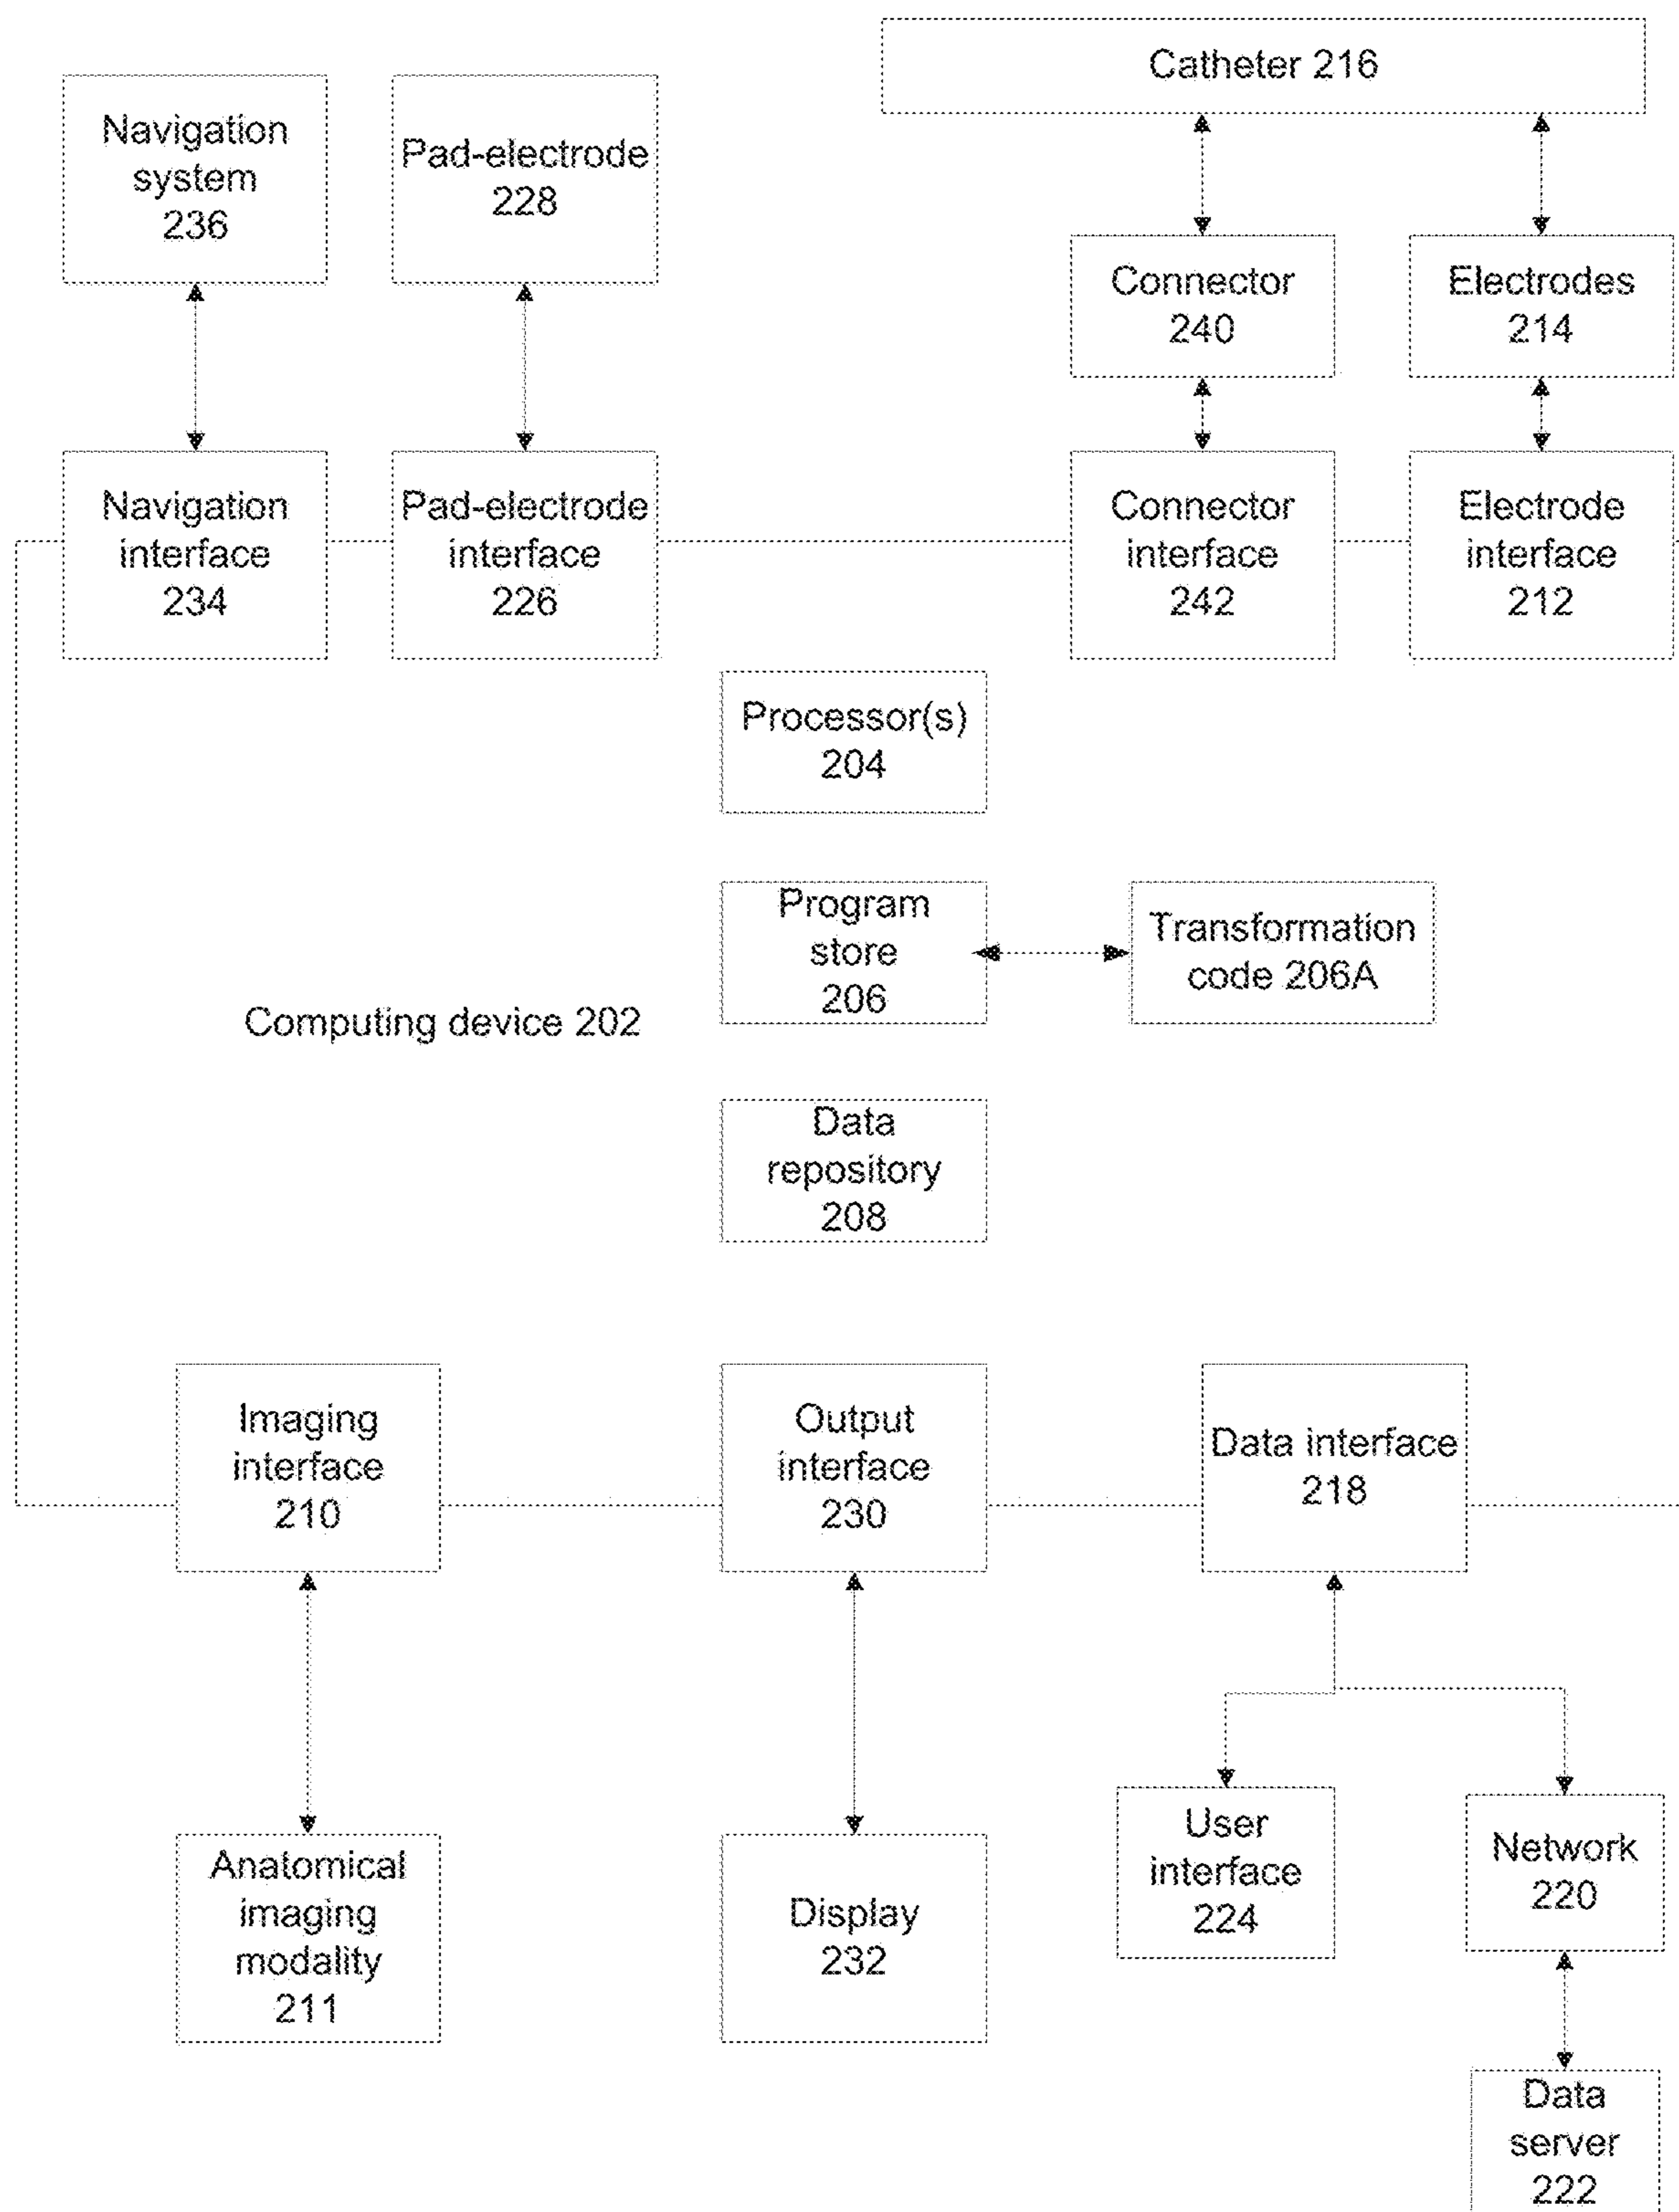 Catheter 216
Navigation
system
236
Pad-electrode
228
Connector
240
Electrodes
214
Navigation
interface
234
Pad-electrode
interface
226
Connector
interface
242
Electrode
interface
212
Processor(s)
204
Program
store
206
Transformation
code 206A
Computing device 202
Data
repository
208
Imaging
interface
210
Output
interface
230
Data interface
218
Anatomical
imaging
modality
211
Display
232
User
interface
224
Network
220
Data
server
222